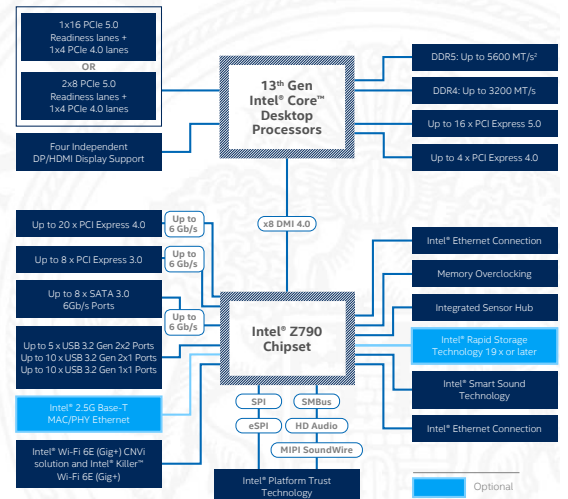 1x16 PCIe 5.0
Readiness lanes +
1x4 PCIe 4.0 lanes
OR
2x8 PCIe 5.0
Readiness lanes +
1x4 PCIe 4.0 lanes
Four Independent
DP/HDMI Display Support
13th Gen
Intel® Core™
Desktop
Processors
DDR5: Up to 5600 MT/s²
DDR4: Up to 3200 MT/s
Up to 16 x PCI Express 5.0
Up to 4 x PCI Express 4.0
x8 DMI 4.0
Up to 20 x PCI Express 4.0
Up to
6 Gb/s
Up to 8 x PCI Express 3.0
Up to
6 Gb/s
Up to 8 x SATA 3.0
6Gb/s Ports
Up to
6 Gb/s
Up to 5 x USB 3.2 Gen 2x2 Ports
Up to 10 x USB 3.2 Gen 2x1 Ports
Up to 10 x USB 3.2 Gen 1x1 Ports
Intel® 2.5G Base-T
MAC/PHY Ethernet
Intel® Wi-Fi 6E (Gig+) CNVi
solution and Intel® Killer™
Wi-Fi 6E (Gig+)
Intel® Z790
Chipset
Intel® Ethernet Connection
Memory Overclocking
Integrated Sensor Hub
Intel® Rapid Storage
Technology 19 x or later
Intel® Smart Sound
Technology
Intel® Ethernet Connection
SPI
eSPI
SMBus
HD Audio
MIPI SoundWire
Intel® Platform Trust
Technology
Optional